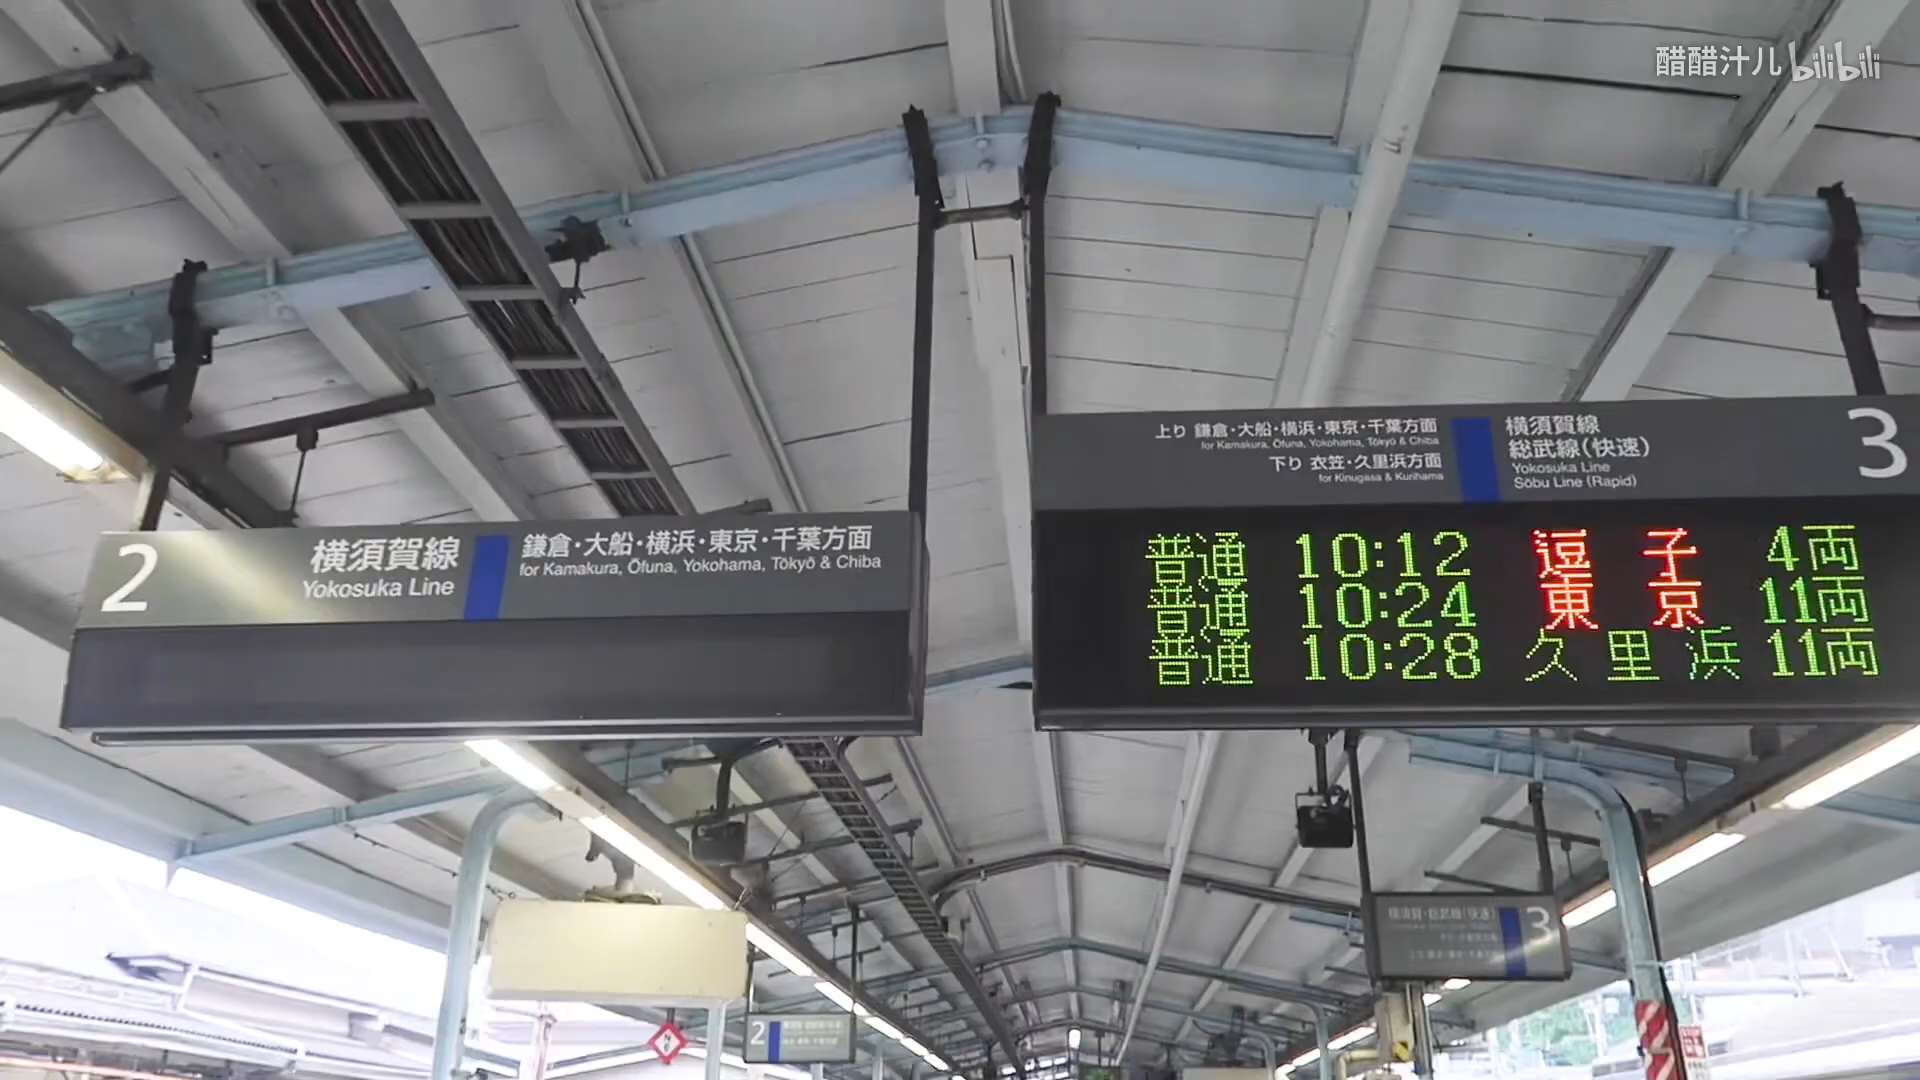 醋醋汁儿 bilibili
2
横須賀線
Yokosuka Line
鎌倉・大船・横浜・東京・千葉方面
for Kamakura, Ōfuna, Yokohama, Tōkyō & Chiba
上り 鎌倉・大船・横浜・東京・千葉方面
for Kamakura, Ōfuna, Yokohama, Tōkyō & Chiba
下り 衣笠・久里浜方面
for Kinugasa & Kurihama
横須賀線
総武線(快速)
Yokosuka Line
Sōbu Line (Rapid)
3
普通 10:12 逗子 4両
普通 10:24 東京 11両
普通 10:28 久里浜 11両
3
2